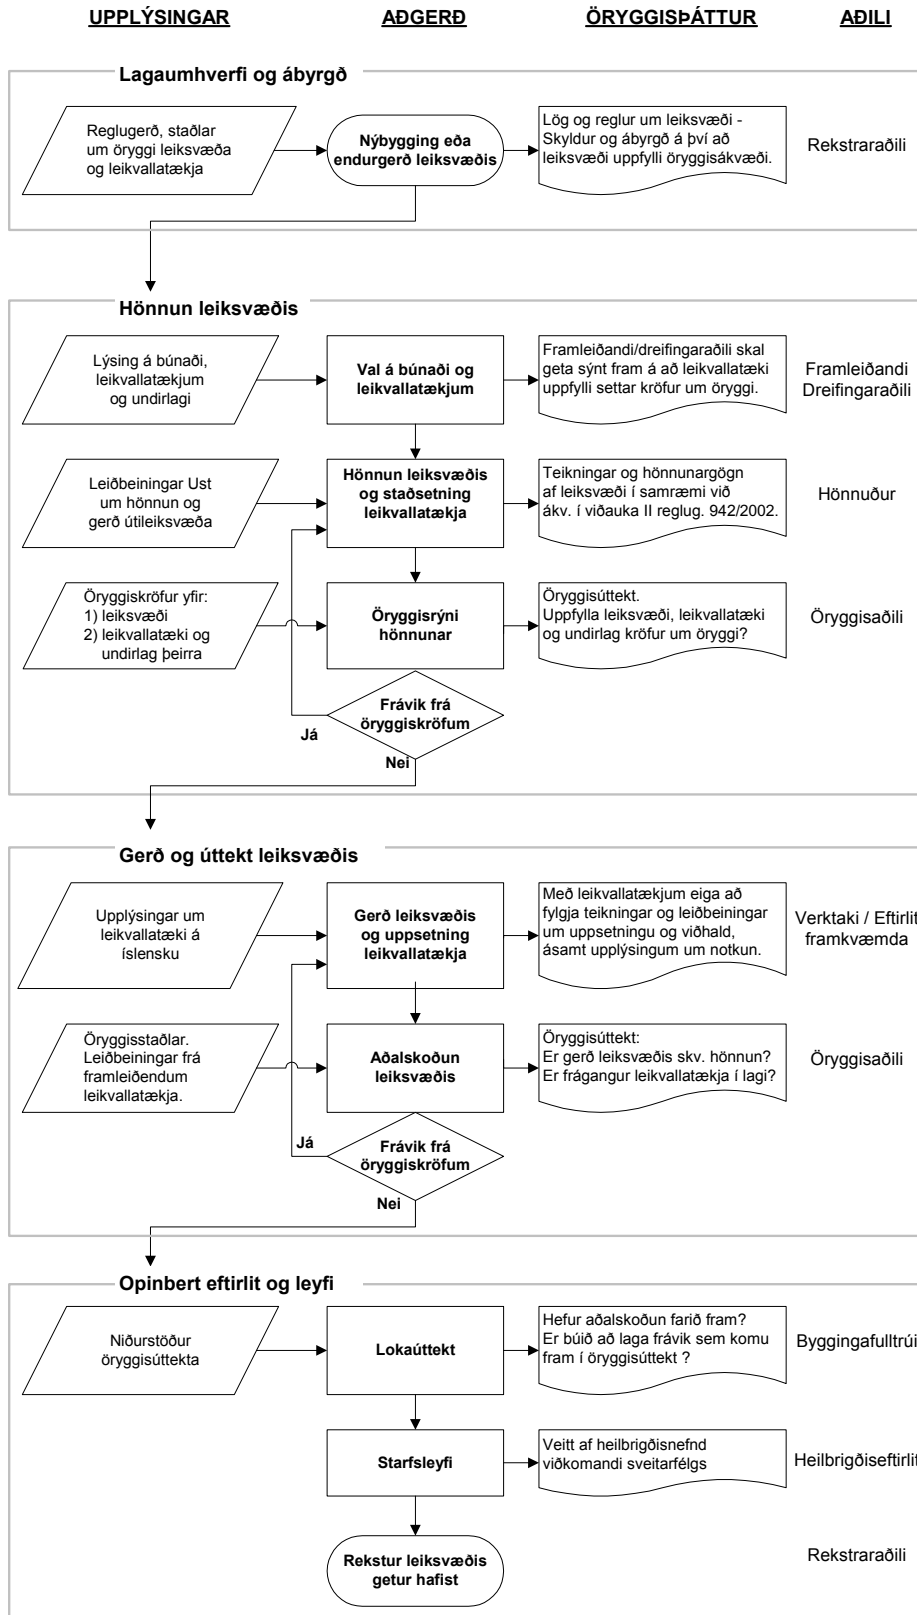 UPPLÝSINGAR
AÐGERÐ
ÖRYGGISÞÁTTUR
AÐILI
Lagaumhverfi og ábyrgð
Reglugerð, staðlar
um öryggi leiksvæða
og leikvallatækja
Nýbygging eða
endurgerð leiksvæðis
Lög og reglur um leiksvæði -
Skyldur og ábyrgð á því að
leiksvæði uppfylli öryggisákvæði.
Rekstraraðili
Hönnun leiksvæðis
Lýsing á búnaði,
leikvallatækjum
og undirlagi
Val á búnaði og
leikvallatækjum
Framleiðandi/dreifingaraðili skal
geta sýnt fram á að leikvallatæki
uppfylli settar kröfur um öryggi.
Framleiðandi
Dreifingaraðili
Leiðbeiningar Ust
um hönnun og
gerð útileiksvæða
Hönnun leiksvæðis
og staðsetning
leikvallatækja
Teikningar og hönnunargögn
af leiksvæði í samræmi við
ákv. í viðauka II reglug. 942/2002.
Hönnuður
Öryggiskröfur yfir:
1) leiksvæði
2) leikvallatæki og
undirlag þeirra
Öryggisrýni
hönnunar
Öryggisúttekt.
Uppfylla leiksvæði, leikvallatæki
og undirlag kröfur um öryggi?
Öryggisaðili
Frávik frá
öryggiskröfum
Já
Nei
Gerð og úttekt leiksvæðis
Upplýsingar um
leikvallatæki á
íslensku
Gerð leiksvæðis
og uppsetning
leikvallatækja
Með leikvallatækjum eiga að
fylgja teikningar og leiðbeiningar
um uppsetningu og viðhald,
ásamt upplýsingum um notkun.
Verktaki / Eftirlit
framkvæmda
Öryggisstaðlar.
Leiðbeiningar frá
framleiðendum
leikvallatækja.
Aðalskoðun
leiksvæðis
Öryggisúttekt:
Er gerð leiksvæðis skv. hönnun?
Er frágangur leikvallatækja í lagi?
Öryggisaðili
Já
Frávik frá
öryggiskröfum
Nei
Opinbert eftirlit og leyfi
Niðurstöður
öryggisúttekta
Lokaúttekt
Hefur aðalskoðun farið fram?
Er búið að laga frávik sem komu
fram í öryggisúttekt ?
Byggingafulltrúi
Starfsleyfi
Veitt af heilbrigðisnefnd
viðkomandi sveitarfélgs
Heilbrigðiseftirlit
Rekstur leiksvæðis
getur hafist
Rekstraraðili